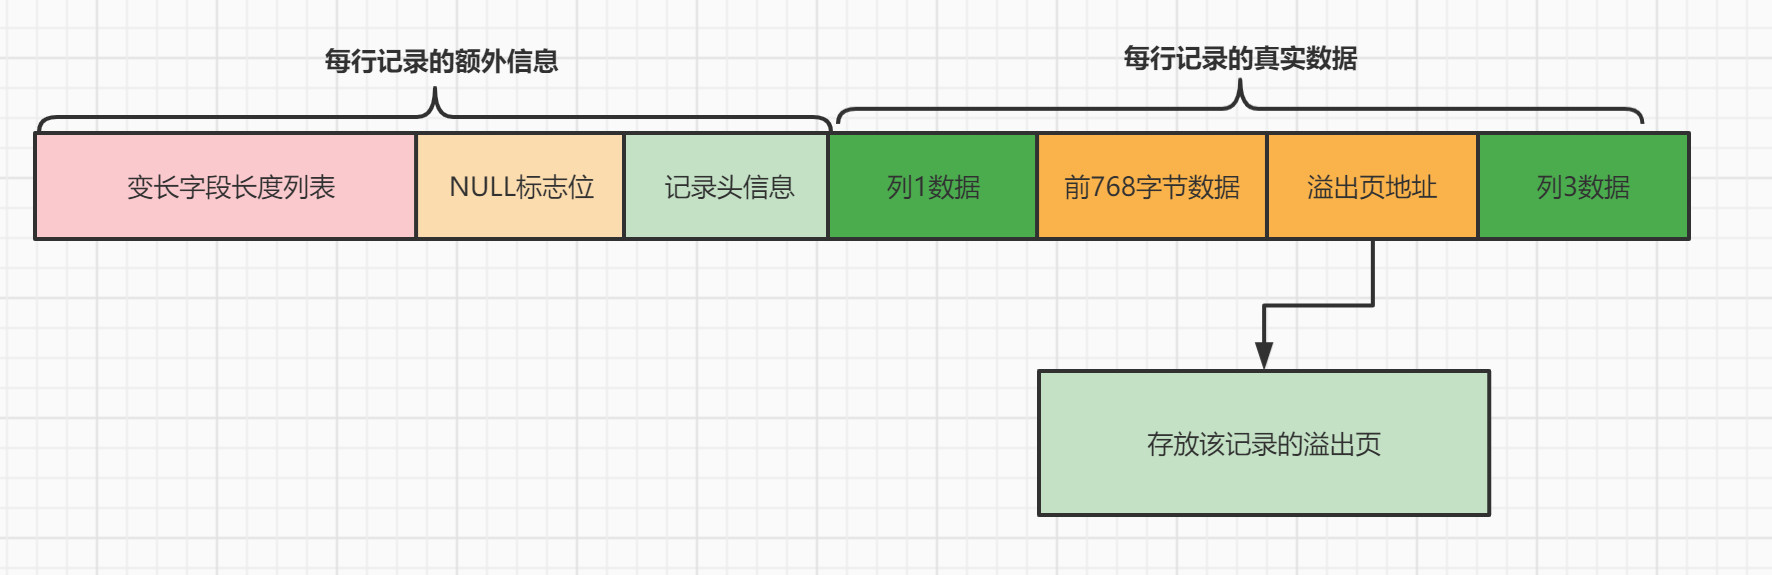 每行记录的额外信息
每行记录的真实数据
变长字段长度列表
NULL标志位
记录头信息
列1数据
前768字节数据
溢出页地址
列3数据
存放该记录的溢出页